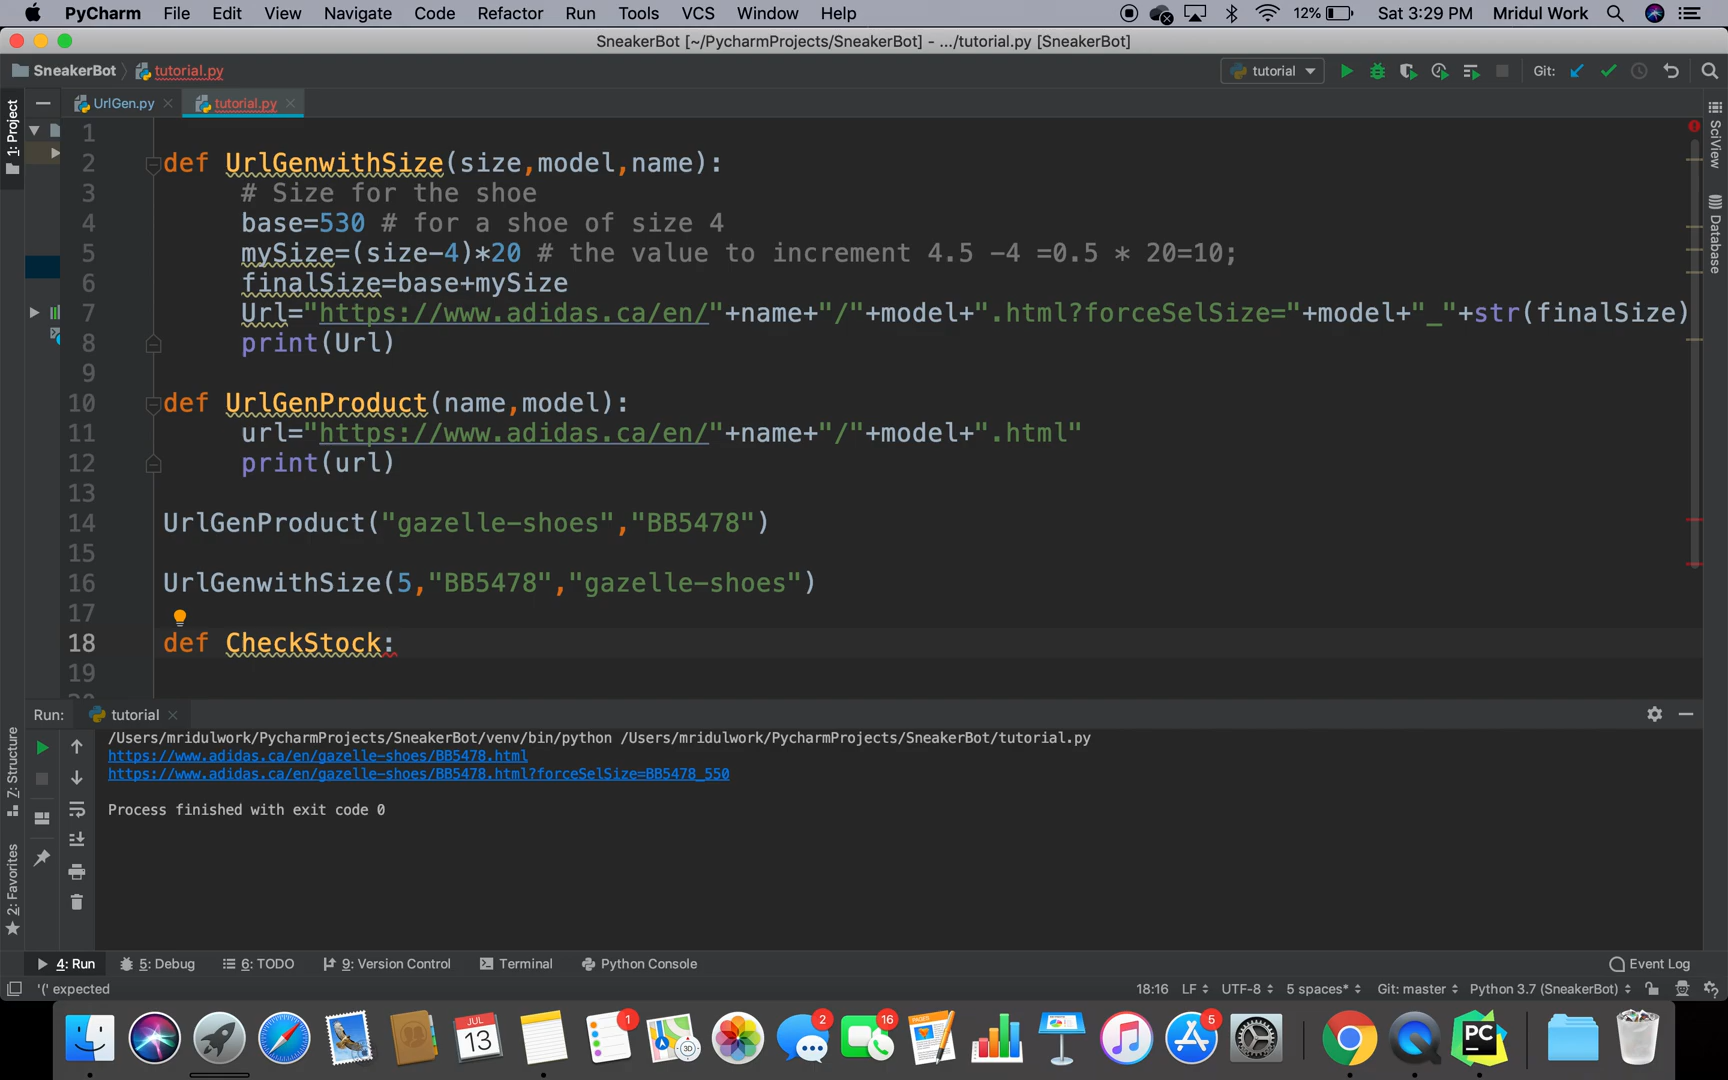 PyCharm File Edit View Navigate Code Refactor Run Tools VCS Window Help 12% Sat 3:29 PM Mridul Work
SneakerBot [~/PycharmProjects/SneakerBot] - .../tutorial.py [SneakerBot]
SneakerBot tutorial.py tutorial Git:
UrlGen.py tutorial.py
1: Project
SciView
Database
1
2 def UrlGenwithSize(size,model,name):
3 # Size for the shoe
4 base=530 # for a shoe of size 4
5 mySize=(size-4)*20 # the value to increment 4.5 -4 =0.5 * 20=10;
6 finalSize=base+mySize
7 Url="https://www.adidas.ca/en/"+name+"/"+model+".html?forceSelSize="+model+"_"+str(finalSize)
8 print(Url)
9
10 def UrlGenProduct(name,model):
11 url="https://www.adidas.ca/en/"+name+"/"+model+".html"
12 print(url)
13
14 UrlGenProduct("gazelle-shoes","BB5478")
15
16 UrlGenwithSize(5,"BB5478","gazelle-shoes")
17
18 def CheckStock:
19
Run: tutorial
/Users/mridulwork/PycharmProjects/SneakerBot/venv/bin/python /Users/mridulwork/PycharmProjects/SneakerBot/tutorial.py
https://www.adidas.ca/en/gazelle-shoes/BB5478.html
https://www.adidas.ca/en/gazelle-shoes/BB5478.html?forceSelSize=BB5478_550
Process finished with exit code 0
Z: Structure
2: Favorites
4: Run 5: Debug 6: TODO 9: Version Control Terminal Python Console Event Log
'(' expected 18:16 LF UTF-8 5 spaces* Git: master Python 3.7 (SneakerBot)
JUL
13
1
3D
2
16
5
PC